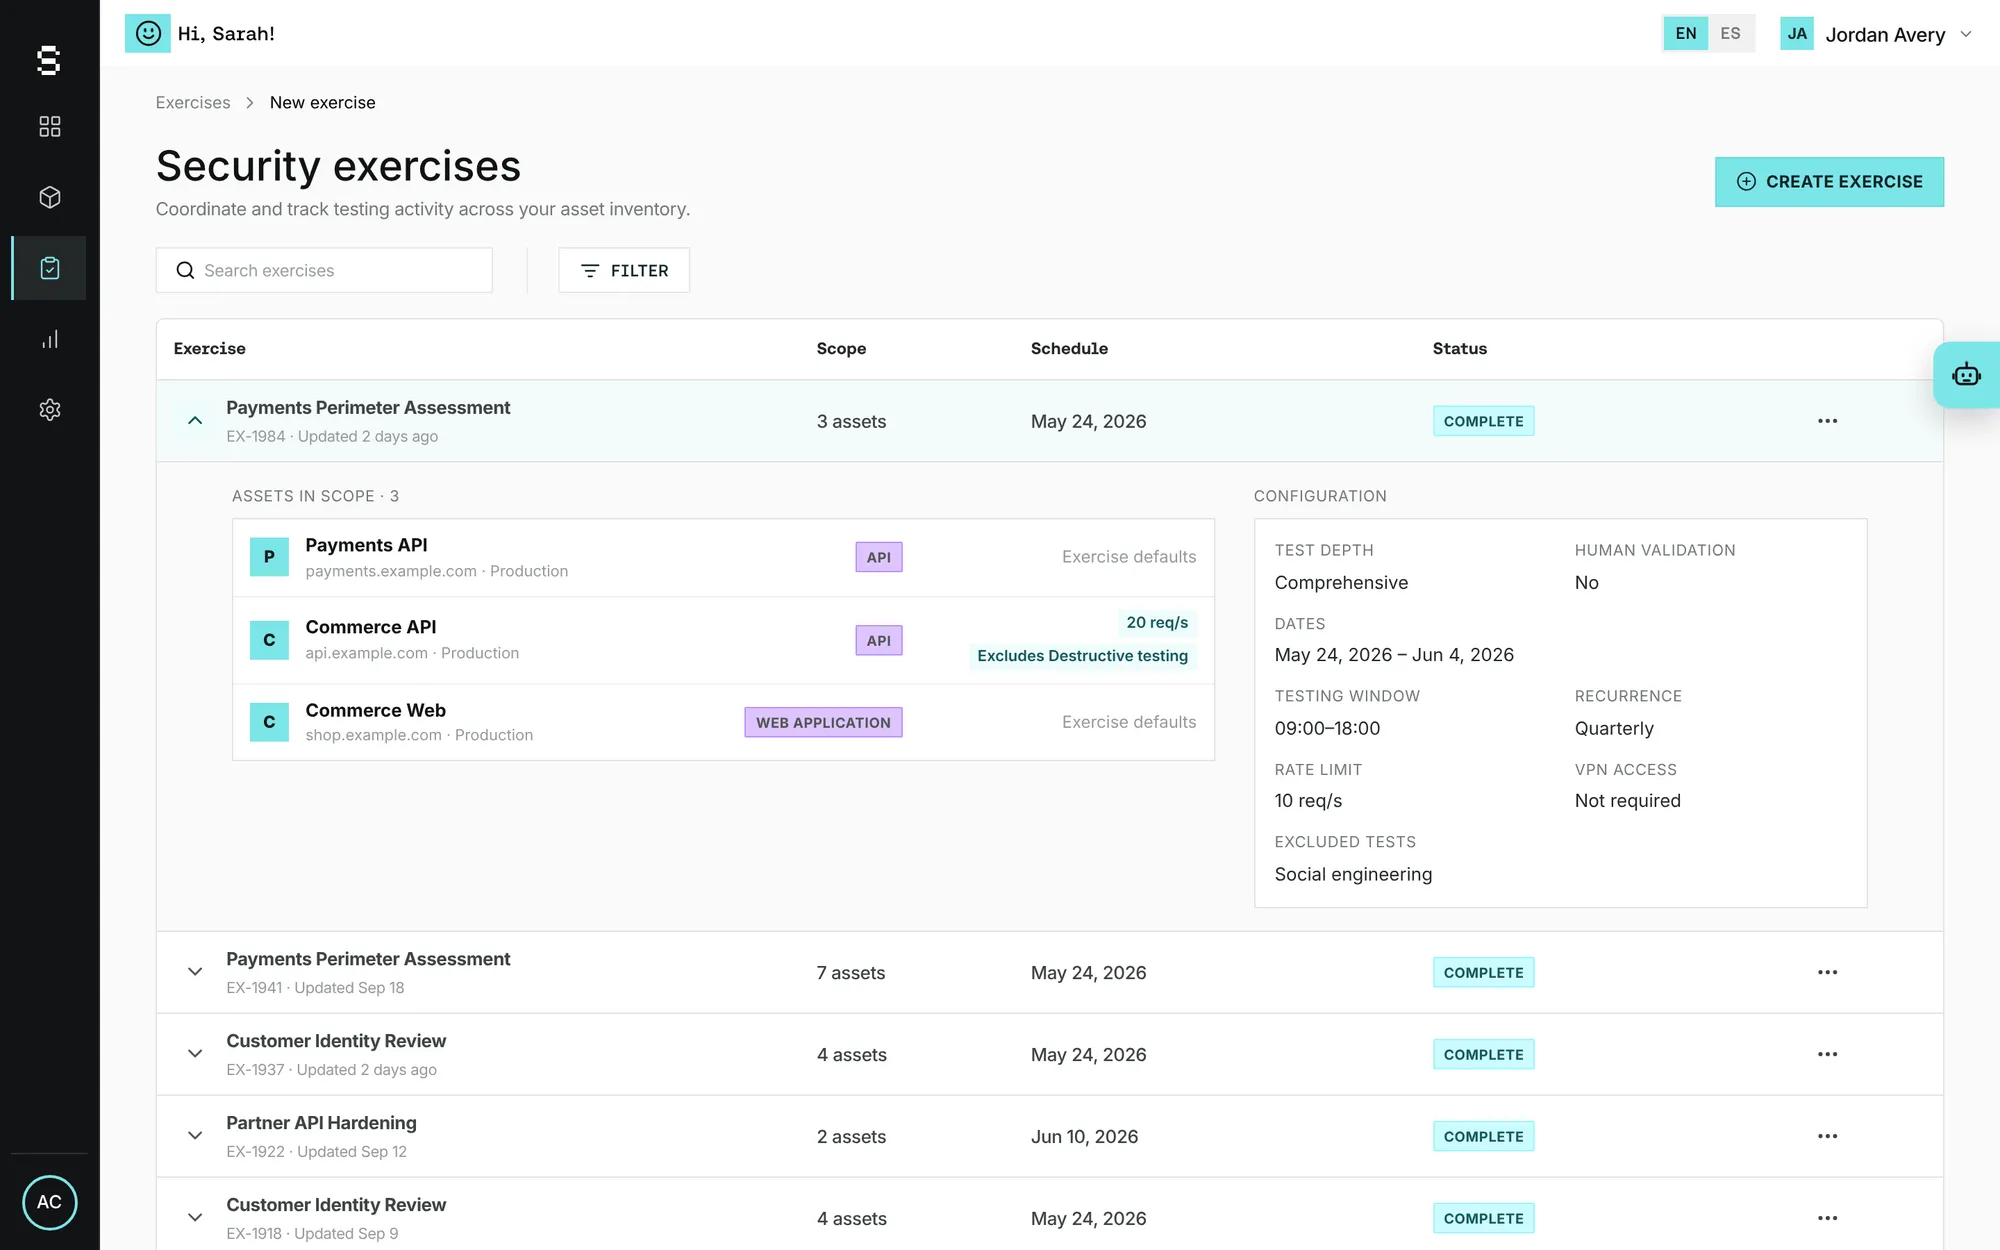 Hi, Sarah!
EN ES
JA Jordan Avery
Exercises > New exercise
Security exercises
Coordinate and track testing activity across your asset inventory.
CREATE EXERCISE
Search exercises
FILTER
Exercise Scope Schedule Status
Payments Perimeter Assessment
EX-1984 · Updated 2 days ago
3 assets
May 24, 2026
COMPLETE
ASSETS IN SCOPE · 3
P
Payments API
payments.example.com · Production
API
Exercise defaults
C
Commerce API
api.example.com · Production
API
20 req/s
Excludes Destructive testing
C
Commerce Web
shop.example.com · Production
WEB APPLICATION
Exercise defaults
CONFIGURATION
TEST DEPTH
Comprehensive
HUMAN VALIDATION
No
DATES
May 24, 2026 – Jun 4, 2026
TESTING WINDOW
09:00–18:00
RECURRENCE
Quarterly
RATE LIMIT
10 req/s
VPN ACCESS
Not required
EXCLUDED TESTS
Social engineering
Payments Perimeter Assessment
EX-1941 · Updated Sep 18
7 assets
May 24, 2026
COMPLETE
Customer Identity Review
EX-1937 · Updated 2 days ago
4 assets
May 24, 2026
COMPLETE
Partner API Hardening
EX-1922 · Updated Sep 12
2 assets
Jun 10, 2026
COMPLETE
Customer Identity Review
EX-1918 · Updated Sep 9
4 assets
May 24, 2026
COMPLETE
AC